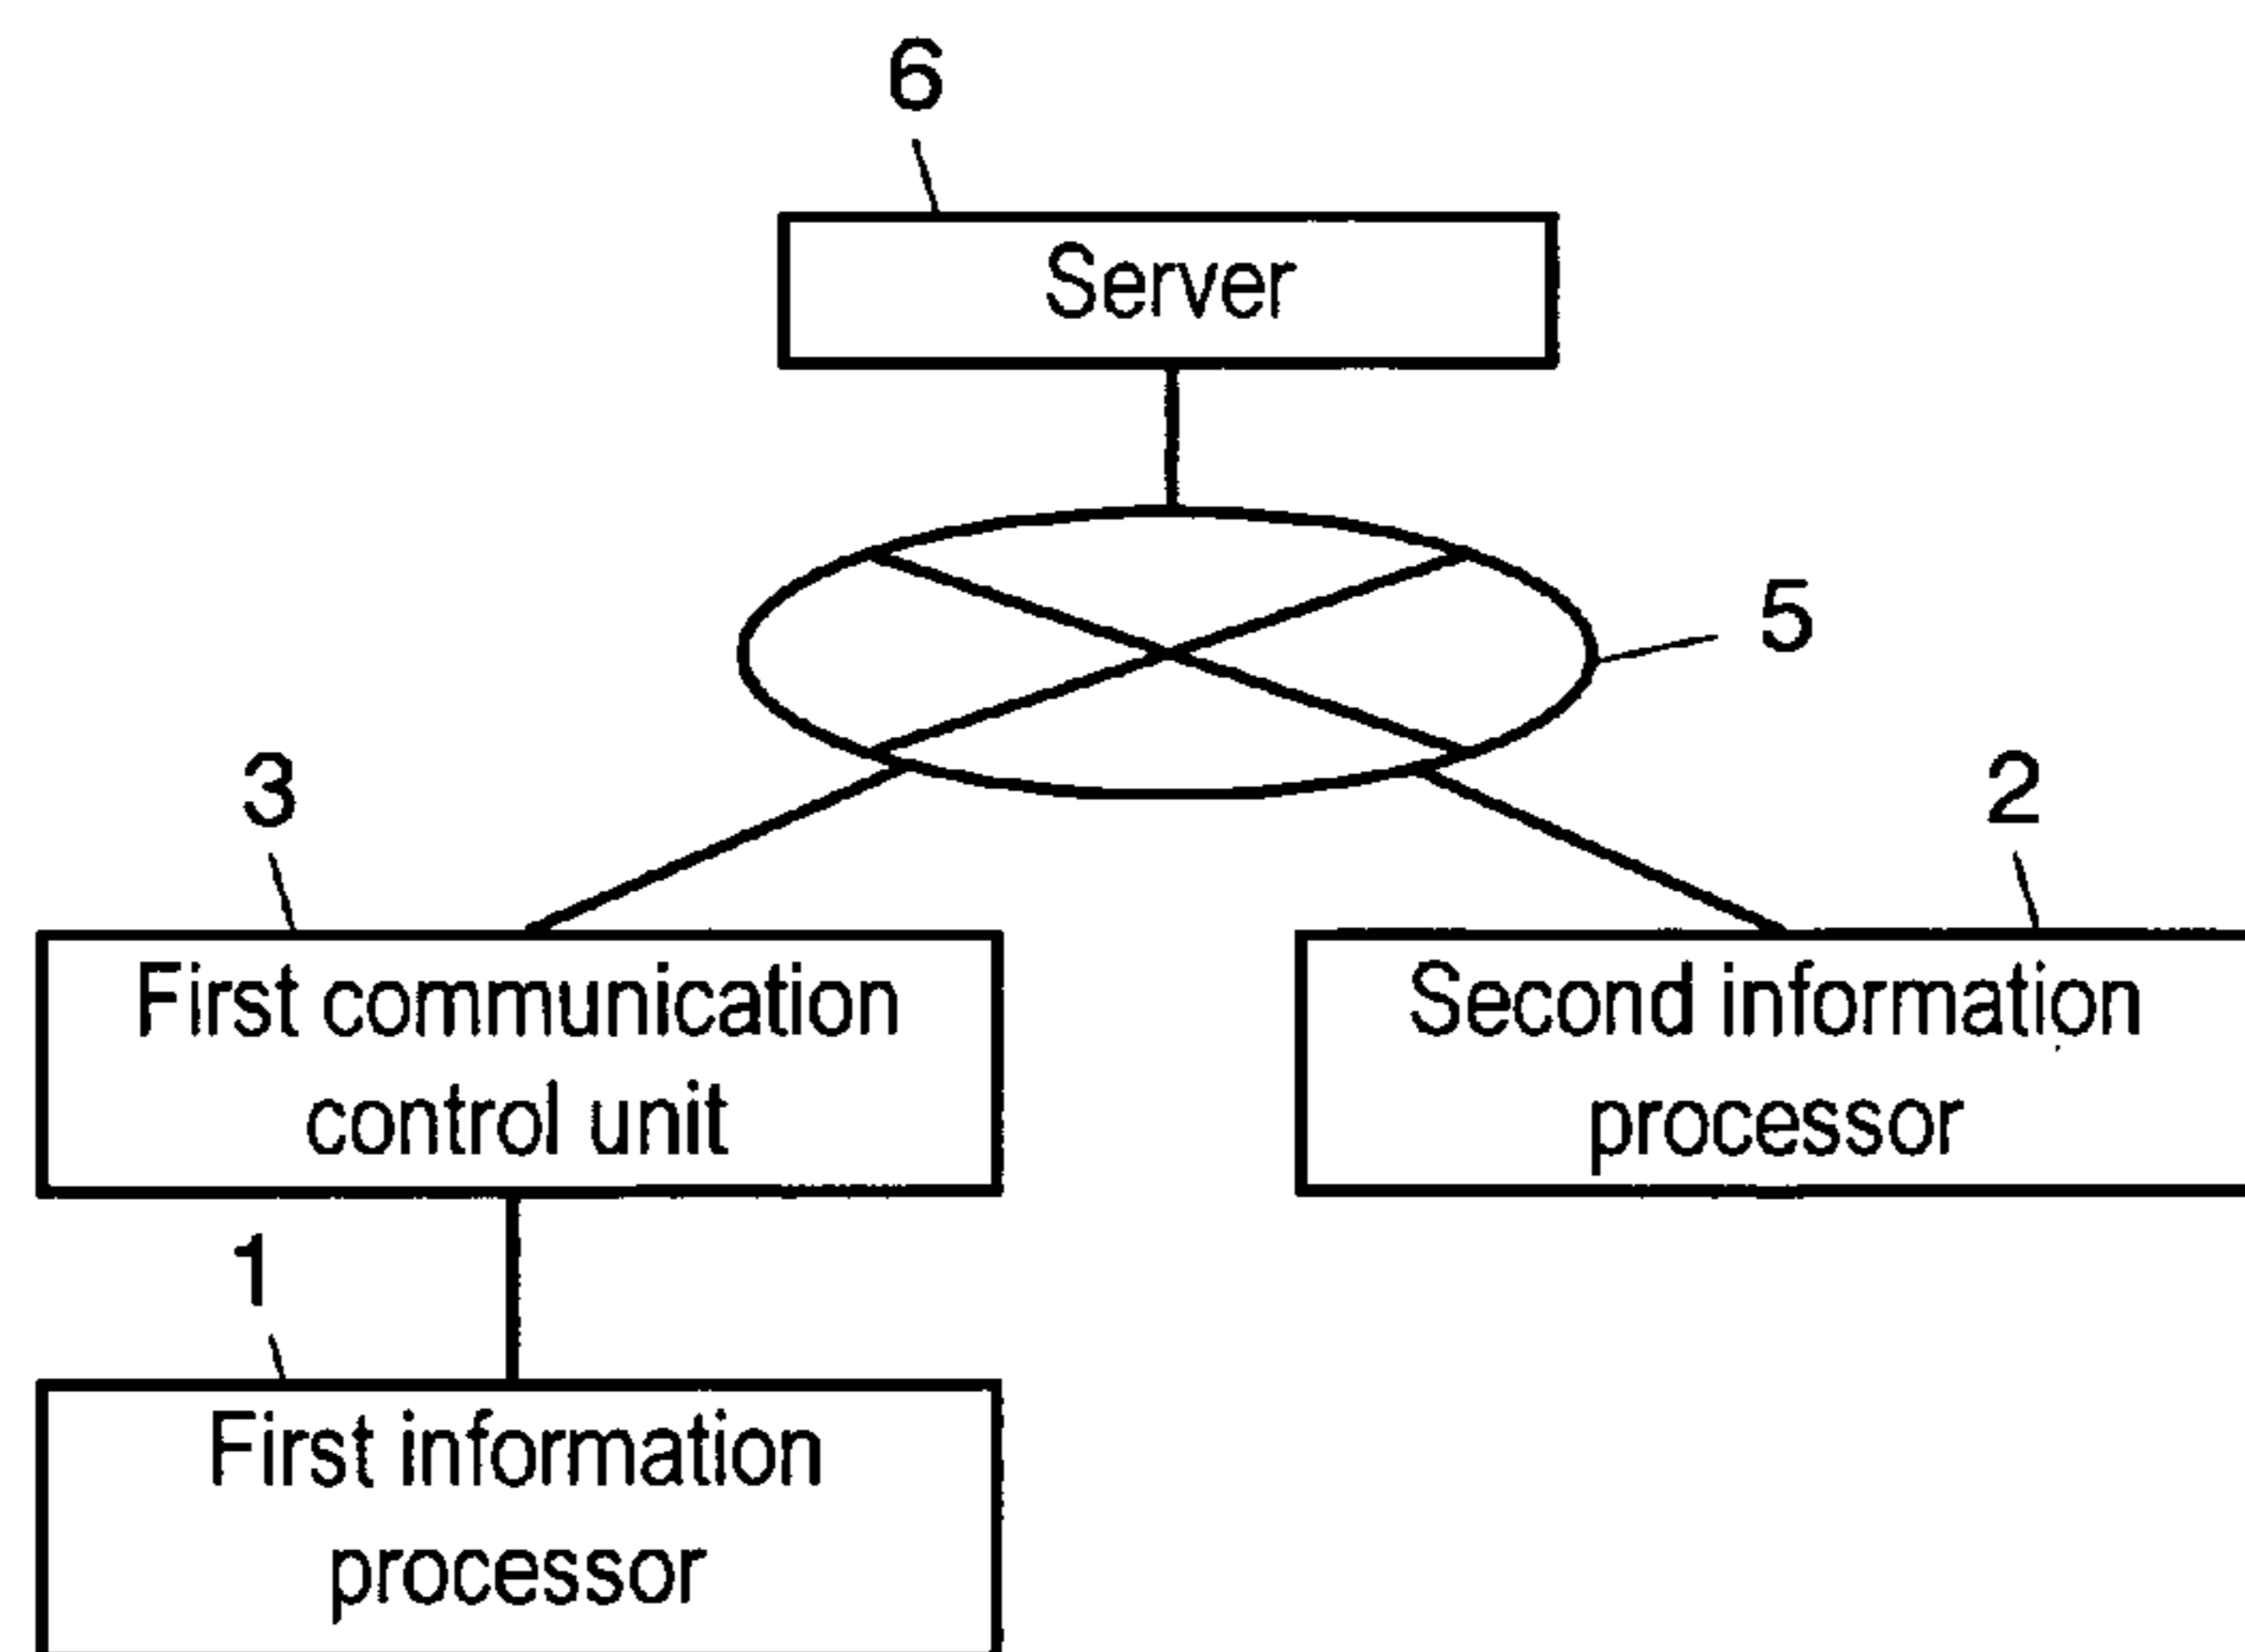 6
Server
5
3
2
First communication
control unit
Second information
processor
1
First information
processor